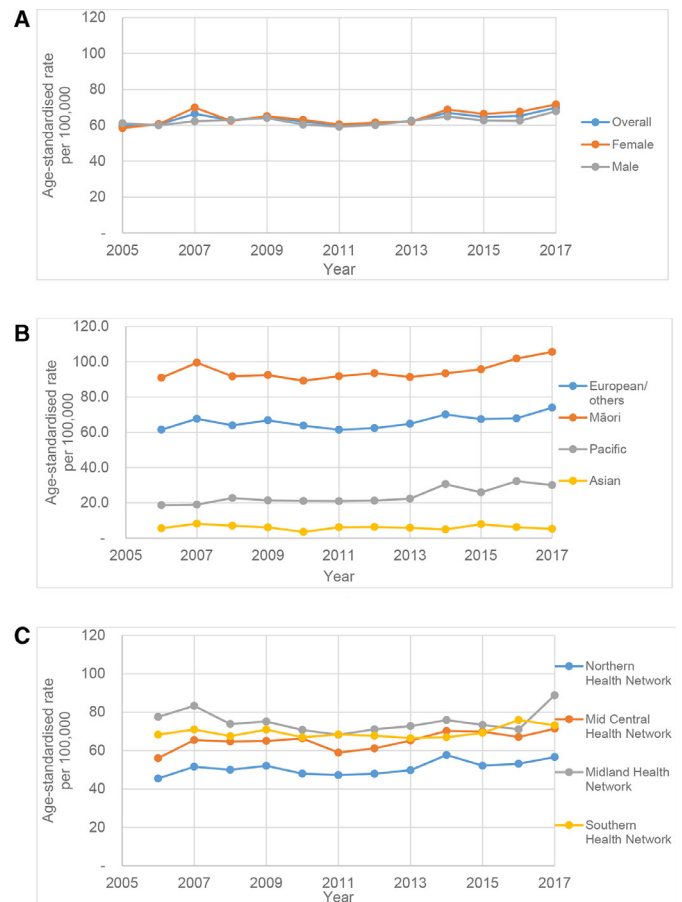 A
Age-standardised rate
per 100,000
120
100
80
60
40
20
-
2005 2007 2009 2011 2013 2015 2017
Year
Overall
Female
Male
B
Age-standardised rate
per 100,000
120.0
100.0
80.0
60.0
40.0
20.0
-
2005 2007 2009 2011 2013 2015 2017
Year
European/
others
Māori
Pacific
Asian
C
Age-standardised rate
per 100,000
120
100
80
60
40
20
-
2005 2007 2009 2011 2013 2015 2017
Year
Northern
Health Network
Mid Central
Health Network
Midland Health
Network
Southern
Health Network